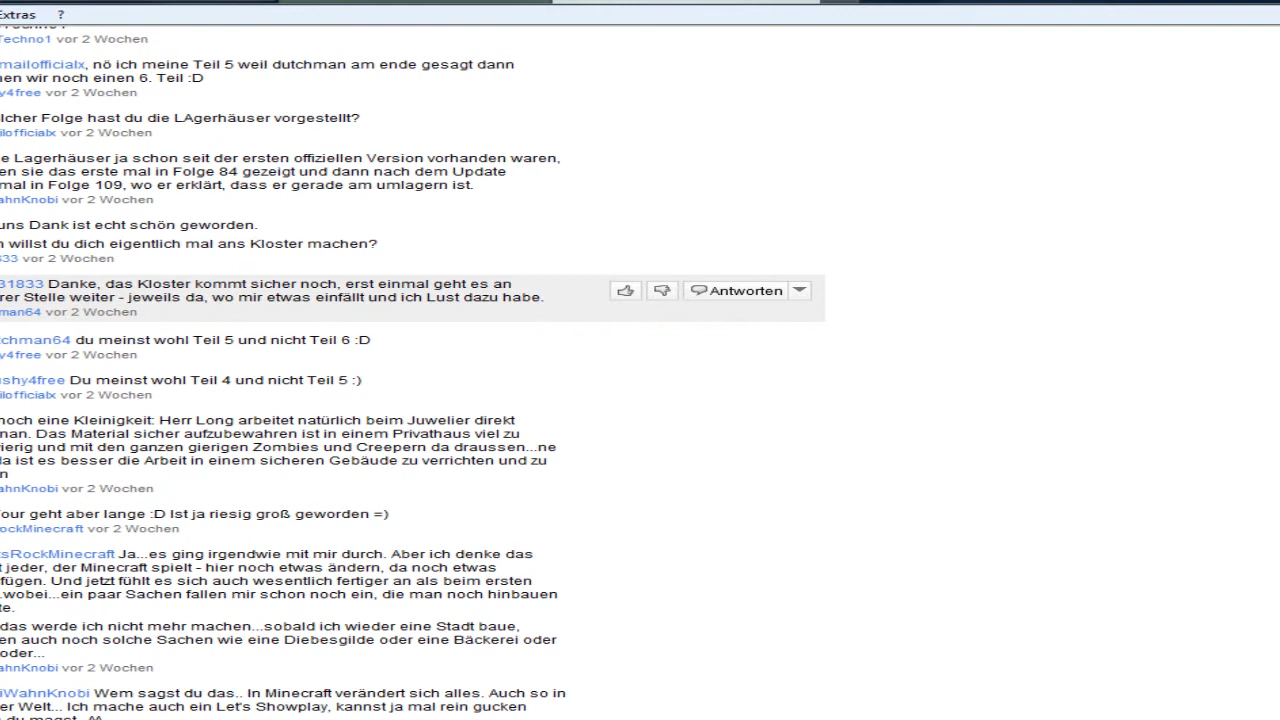 Extras ?
Techno1 vor 2 Wochen
mailofficialx, nö ich meine Teil 5 weil dutchman am ende gesagt dann
en wir noch einen 6. Teil :D
y4free vor 2 Wochen
lcher Folge hast du die LAgerhäuser vorgestellt?
ilofficialx vor 2 Wochen
e Lagerhäuser ja schon seit der ersten offiziellen Version vorhanden waren,
en sie das erste mal in Folge 84 gezeigt und dann nach dem Update
mal in Folge 109, wo er erklärt, dass er gerade am umlagern ist.
ahnKnobi vor 2 Wochen
uns Dank ist echt schön geworden.
n willst du dich eigentlich mal ans Kloster machen?
833 vor 2 Wochen
31833 Danke, das Kloster kommt sicher noch, erst einmal geht es an
rer Stelle weiter - jeweils da, wo mir etwas einfällt und ich Lust dazu habe.
Antworten
man64 vor 2 Wochen
tchman64 du meinst wohl Teil 5 und nicht Teil 6 :D
y4free vor 2 Wochen
shy4free Du meinst wohl Teil 4 und nicht Teil 5 :)
ilofficialx vor 2 Wochen
noch eine Kleinigkeit: Herr Long arbeitet natürlich beim Juwelier direkt
nan. Das Material sicher aufzubewahren ist in einem Privathaus viel zu
ierig und mit den ganzen gierigen Zombies und Creepern da draussen...ne
da ist es besser die Arbeit in einem sicheren Gebäude zu verrichten und zu
n
ahnKnobi vor 2 Wochen
our geht aber lange :D Ist ja riesig groß geworden =)
ockMinecraft vor 2 Wochen
sRockMinecraft Ja...es ging irgendwie mit mir durch. Aber ich denke das
t jeder, der Minecraft spielt - hier noch etwas ändern, da noch etwas
fügen. Und jetzt fühlt es sich auch wesentlich fertiger an als beim ersten
.wobei...ein paar Sachen fallen mir schon noch ein, die man noch hinbauen
te.
das werde ich nicht mehr machen...sobald ich wieder eine Stadt baue,
en auch noch solche Sachen wie eine Diebesgilde oder eine Bäckerei oder
oder...
ahnKnobi vor 2 Wochen
iWahnKnobi Wem sagst du das.. In Minecraft verändert sich alles. Auch so in
er Welt... Ich mache auch ein Let's Showplay, kannst ja mal rein gucken
du magst. ^^